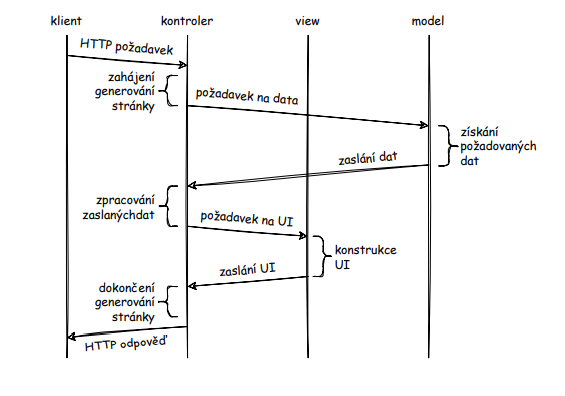 klient kontroler view model
HTTP požadavek
zahájení
generování
stránky
požadavek na data
získání
požadovaných
dat
zaslání dat
zpracování
zaslanýchdat
požadavek na UI
konstrukce
UI
zaslání UI
dokončení
generování
stránky
HTTP odpověď